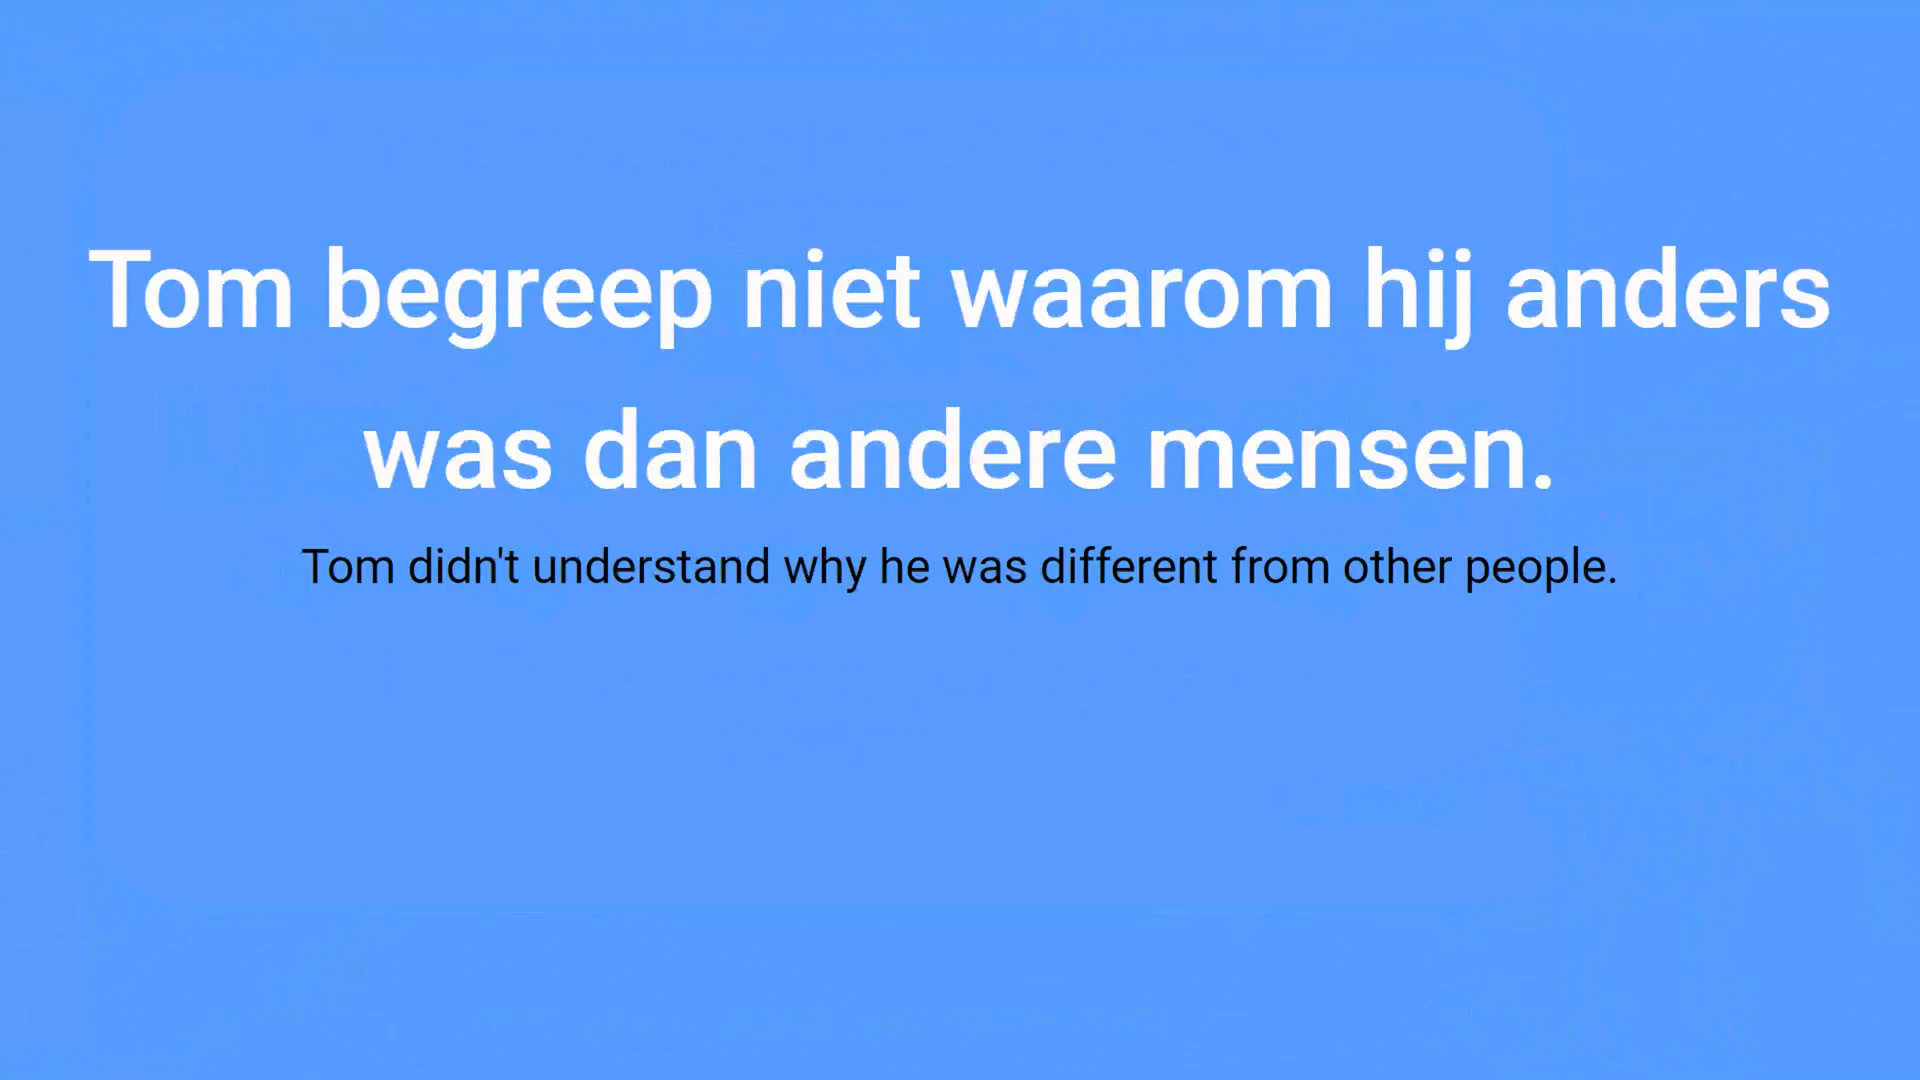 Tom begreep niet waarom hij anders
was dan andere mensen.
Tom didn't understand why he was different from other people.